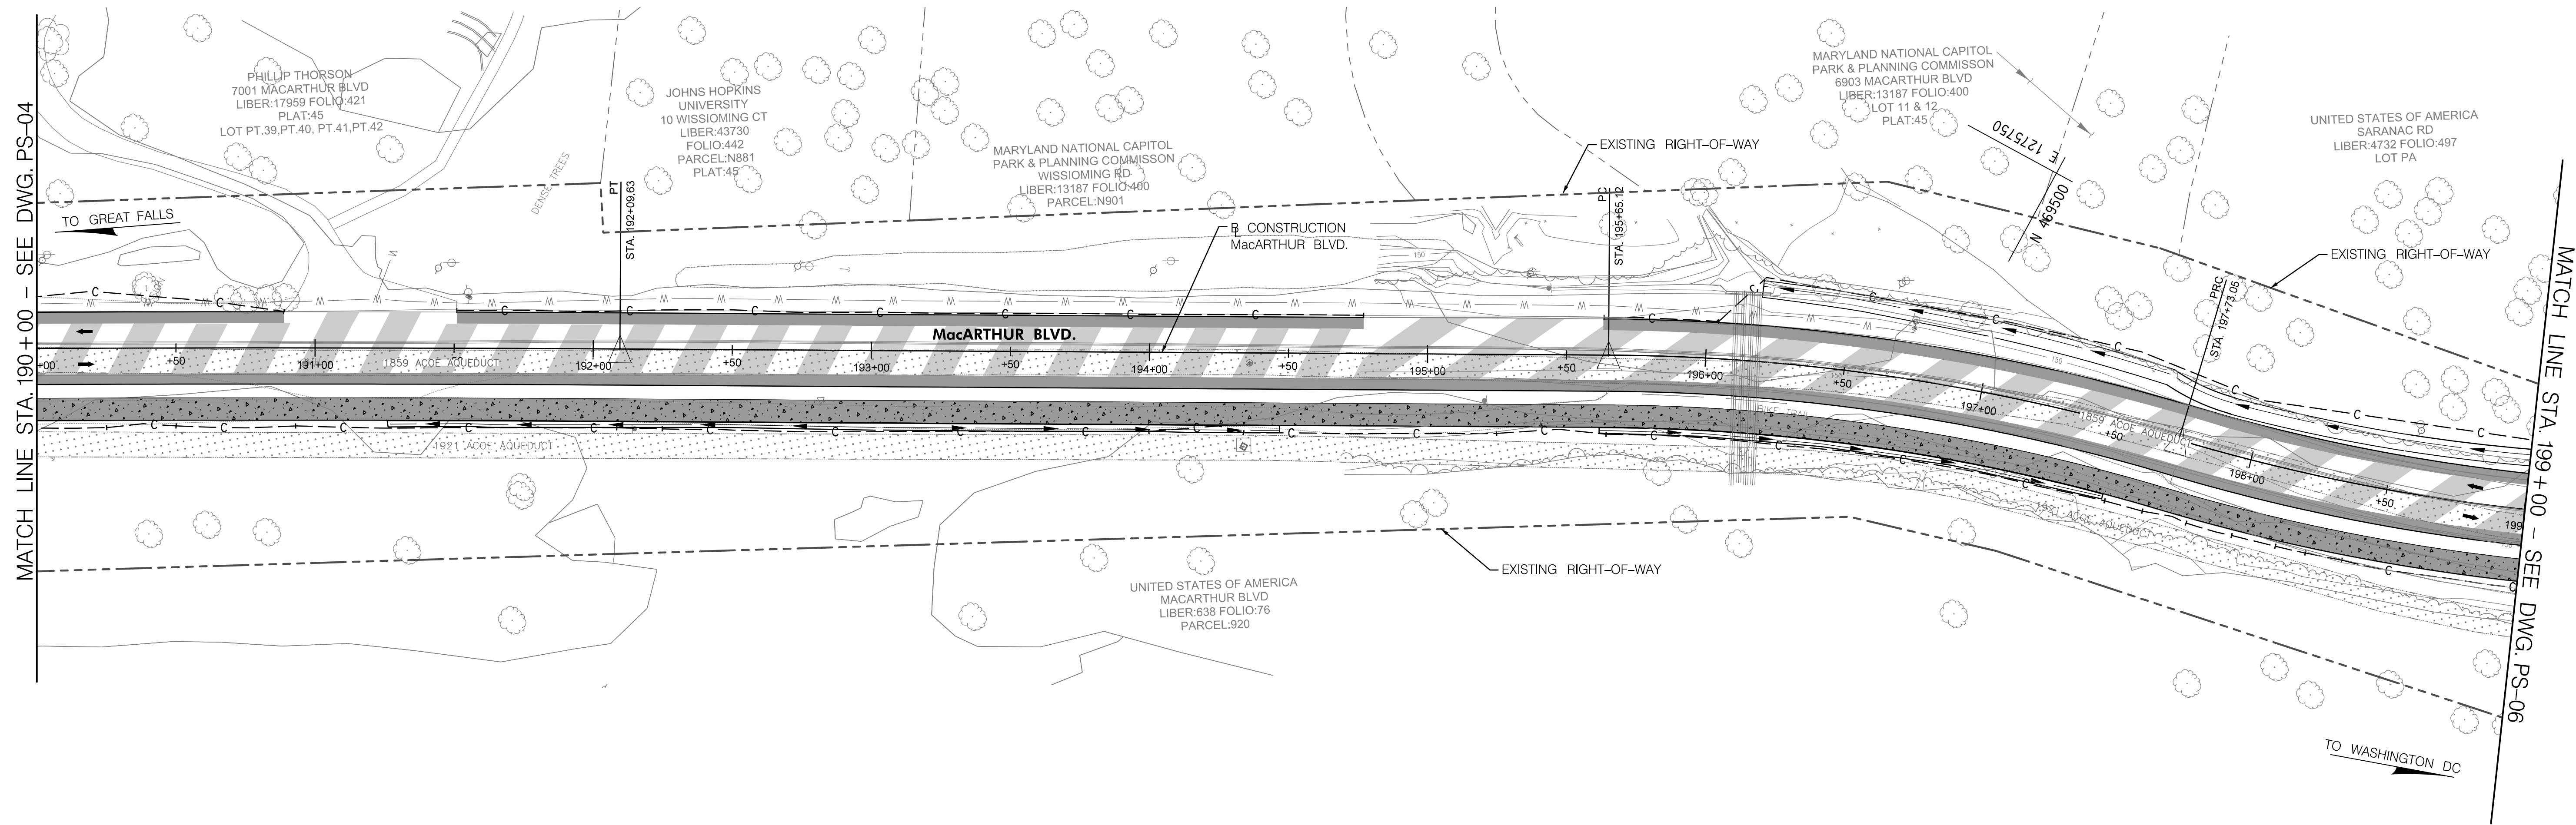 MATCH LINE STA. 190+00 – SEE DWG. PS–04
TO GREAT FALLS
PHILLIP THORSON
7001 MACARTHUR BLVD
LIBER:17959 FOLIO:421
PLAT:45
LOT PT.39,PT.40, PT.41,PT.42
DENSE TREES
PT
STA. 192+09.63
JOHNS HOPKINS
UNIVERSITY
10 WISSIOMING CT
LIBER:43730
FOLIO:442
PARCEL:N881
PLAT:45
MARYLAND NATIONAL CAPITOL
PARK & PLANNING COMMISSON
WISSIOMING RD
LIBER:13187 FOLIO:400
PARCEL:N901
BL CONSTRUCTION
MacARTHUR BLVD.
EXISTING RIGHT–OF–WAY
PC
STA. 195+65.12
MARYLAND NATIONAL CAPITOL
PARK & PLANNING COMMISSON
6903 MACARTHUR BLVD
LIBER:13187 FOLIO:400
LOT 11 & 12
PLAT:45
E 1275750
N 469500
UNITED STATES OF AMERICA
SARANAC RD
LIBER:4732 FOLIO:497
LOT PA
EXISTING RIGHT–OF–WAY
PRC
STA. 197+73.05
150
150
MacARTHUR BLVD.
+00
+50
191+00
1859 ACOE AQUEDUCT
192+00
+50
193+00
+50
194+00
+50
195+00
+50
196+00
+50
197+00
1859 ACOE AQUEDUCT
+50
198+00
+50
199
BIKE TRAIL
1921 ACOE AQUEDUCT
1921 ACOE AQUEDUCT
C C C C C C C C C C C C C C C C C C C C C C C C C C C C C C
EXISTING RIGHT–OF–WAY
UNITED STATES OF AMERICA
MACARTHUR BLVD
LIBER:638 FOLIO:76
PARCEL:920
TO WASHINGTON DC
MATCH LINE STA. 199+00 – SEE DWG. PS–06